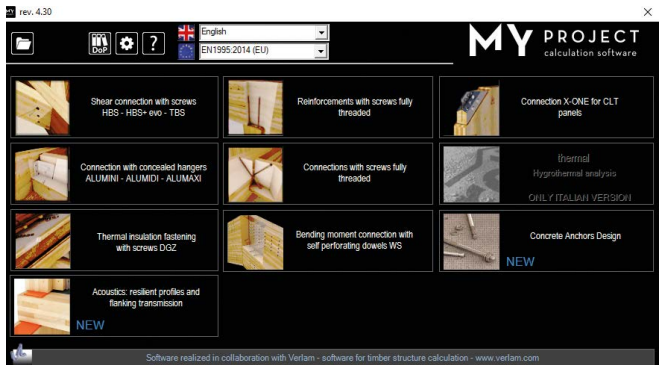 MY rev. 4.30
DoP
?
English
EN1995:2014 (EU)
MY PROJECT
calculation software
Shear connection with screws
HBS - HBS+ evo - TBS
Reinforcements with screws fully
threaded
Connection X-ONE for CLT
panels
Connection with concealed hangers
ALUMINI - ALUMIDI - ALUMAXI
Connections with screws fully
threaded
thermal
Hygrothermal analysis
ONLY ITALIAN VERSION
Thermal insulation fastening
with screws DGZ
Bending moment connection with
self perforating dowels WS
Concrete Anchors Design
NEW
Acoustics: resilient profiles and
flanking transmission
NEW
Software realized in collaboration with Verlam - software for timber structure calculation - www.verlam.com